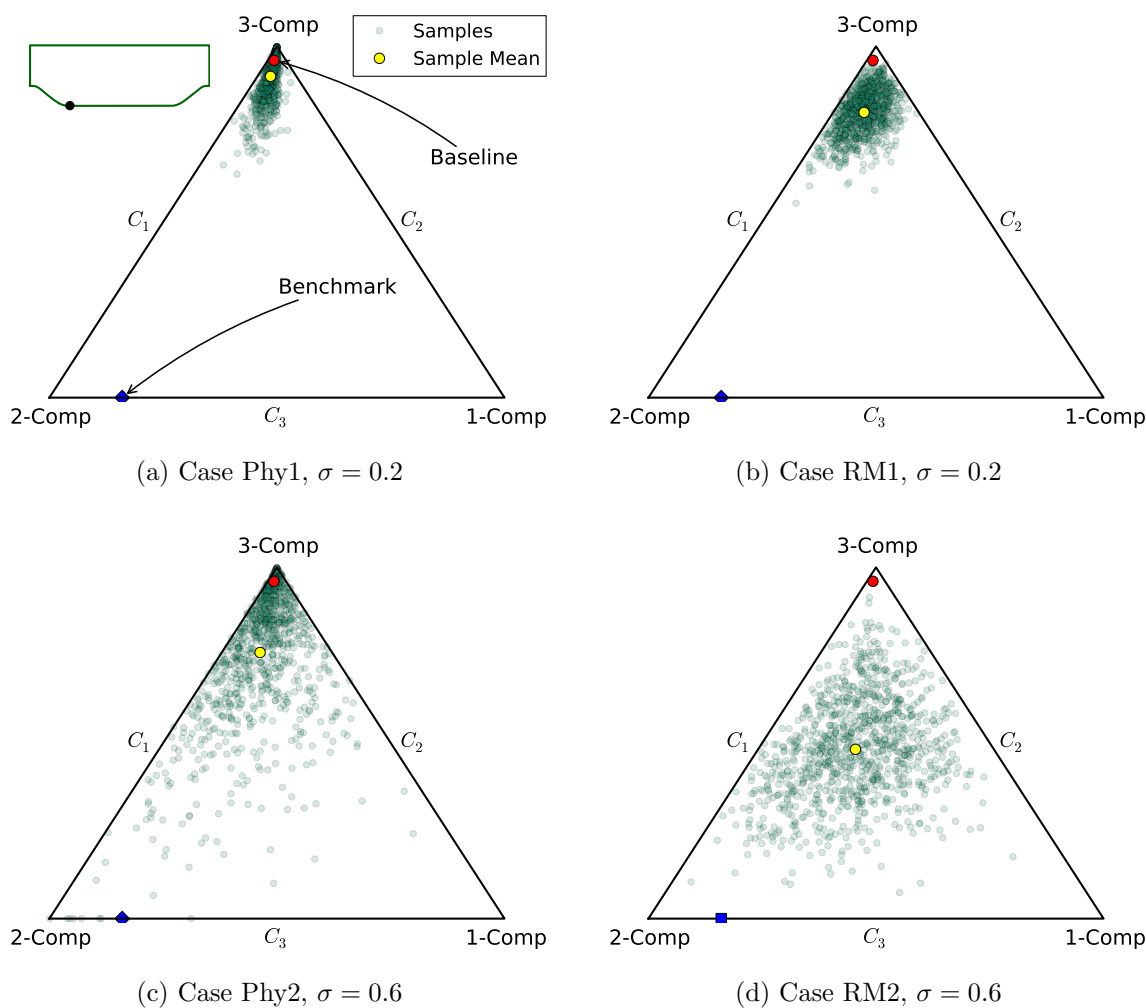 3-Comp
Samples
Sample Mean
Baseline
C₁
C₂
Benchmark
2-Comp
C₃
1-Comp
(a) Case Phy1, σ = 0.2
3-Comp
C₁
C₂
2-Comp
C₃
1-Comp
(b) Case RM1, σ = 0.2
3-Comp
C₁
C₂
2-Comp
C₃
1-Comp
(c) Case Phy2, σ = 0.6
3-Comp
C₁
C₂
2-Comp
C₃
1-Comp
(d) Case RM2, σ = 0.6